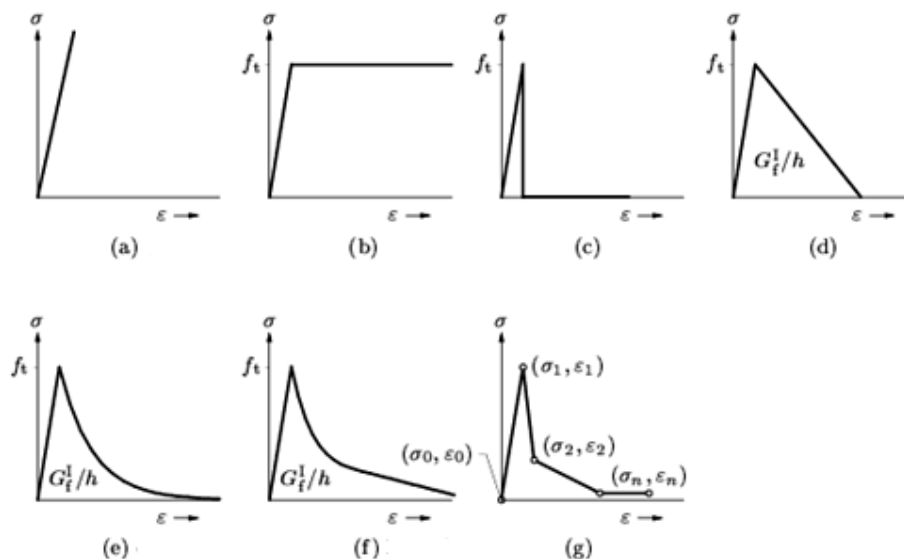 σ σ σ σ
f_t f_t f_t
G_f^I/h
ε → ε → ε → ε →
(a) (b) (c) (d)
σ σ σ
f_t f_t (σ_1, ε_1)
(σ_0, ε_0) (σ_2, ε_2)
G_f^I/h G_f^I/h (σ_n, ε_n)
ε → ε → ε →
(e) (f) (g)